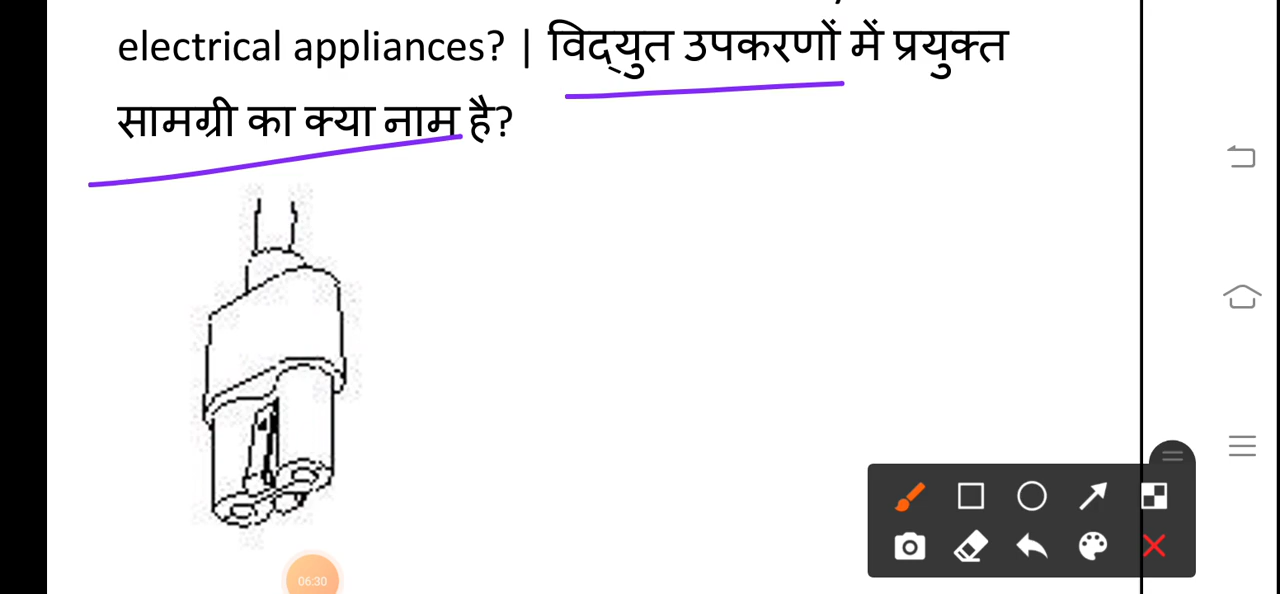 electrical appliances? | विद्युत उपकरणों में प्रयुक्त
सामग्री का क्या नाम है?
06:30